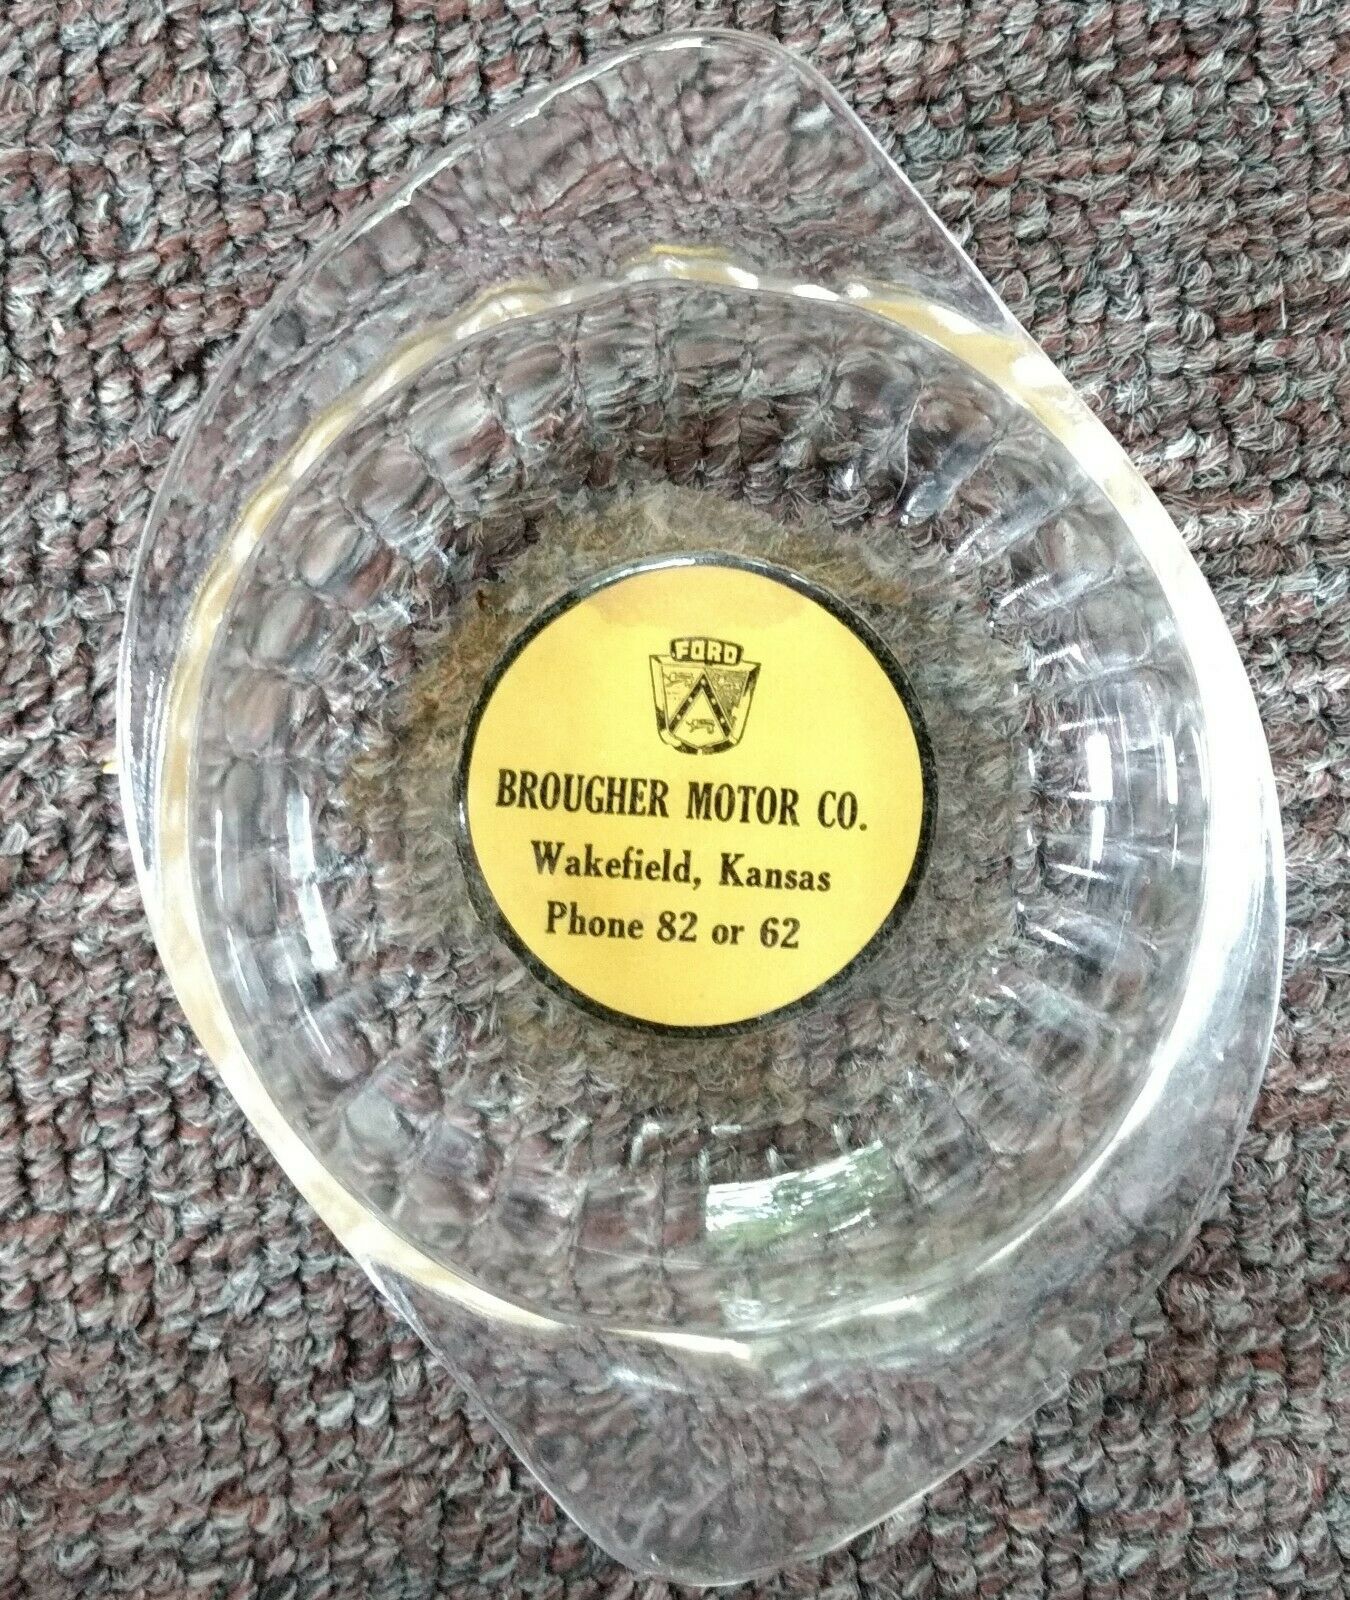 FORD
BROUGHER MOTOR CO.
Wakefield, Kansas
Phone 82 or 62